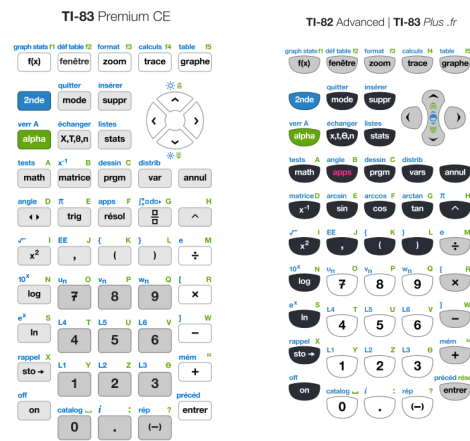 TI-83 Premium CE
graph stats f1 déf table f2 format f3 calculs f4 table f5
f(x) fenêtre zoom trace graphe
quitter insérer
2nde mode suppr
verr A échanger listes
alpha X,T,θ,n stats
tests A x⁻¹ B dessin C distrib
math matrice prgm var annul
angle D π E apps F G H
trig résol ^
√ I EE J { K } L e M
x² , ( ) ÷
10ˣ N uₙ O vₙ P wₙ Q [ R
log 7 8 9 ×
eˣ S L4 T L5 U L6 V ] W
ln 4 5 6 −
rappel X L1 Y L2 Z L3 θ mém "
sto→ 1 2 3 +
off catalog i : rép ? précéd
on 0 . (−) entrer
TI-82 Advanced | TI-83 Plus .fr
graph stats f1 déf table f2 format f3 calculs f4 table f5
f(x) fenêtre zoom trace graphe
quitter insérer
2nde mode suppr
verr A échanger listes
alpha X,t,θ,n stats
tests A angle B dessin C distrib
math apps prgm var annul
matrice D arcsin E arccos F arctan G π H
x⁻¹ sin cos tan ^
√ I EE J { K } L e M
x² , ( ) ÷
10ˣ N uₙ O vₙ P wₙ Q [ R
log 7 8 9 ×
eˣ S L4 T L5 U L6 V ] W
ln 4 5 6 −
rappel X L1 Y L2 Z L3 θ mém "
sto→ 1 2 3 +
off catalog i : rép ? précéd réso
on 0 . (−) entrer